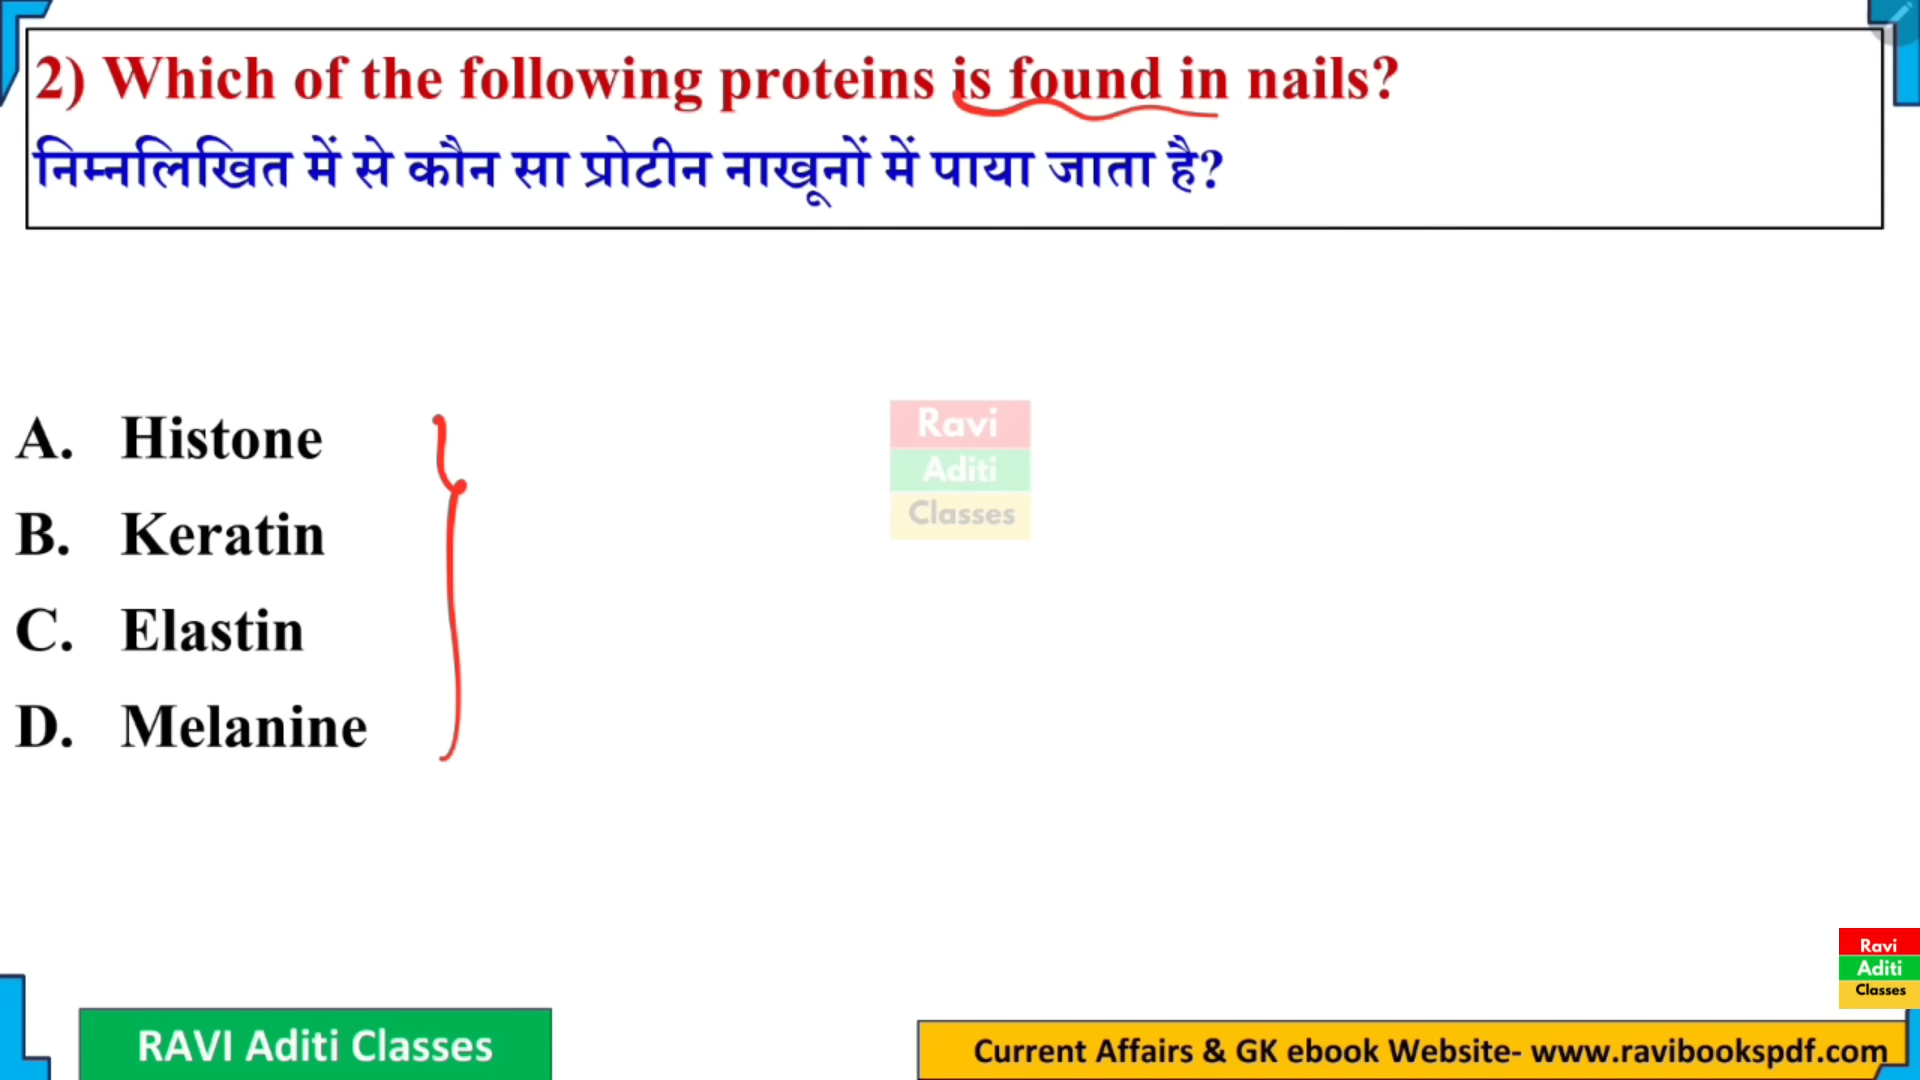 2) Which of the following proteins is found in nails?
निम्नलिखित में से कौन सा प्रोटीन नाखूनों में पाया जाता है?
A. Histone
B. Keratin
C. Elastin
D. Melanine
Ravi
Aditi
Classes
Ravi
Aditi
Classes
RAVI Aditi Classes
Current Affairs & GK ebook Website- www.ravibookspdf.com